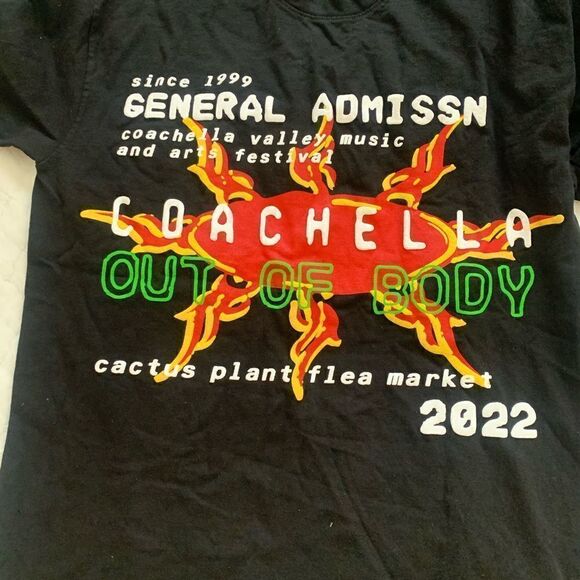 since 1999
GENERAL ADMISSN
coachella valley music
and arts festival
COACHELLA
OUT OF BODY
cactus plant flea market
2022